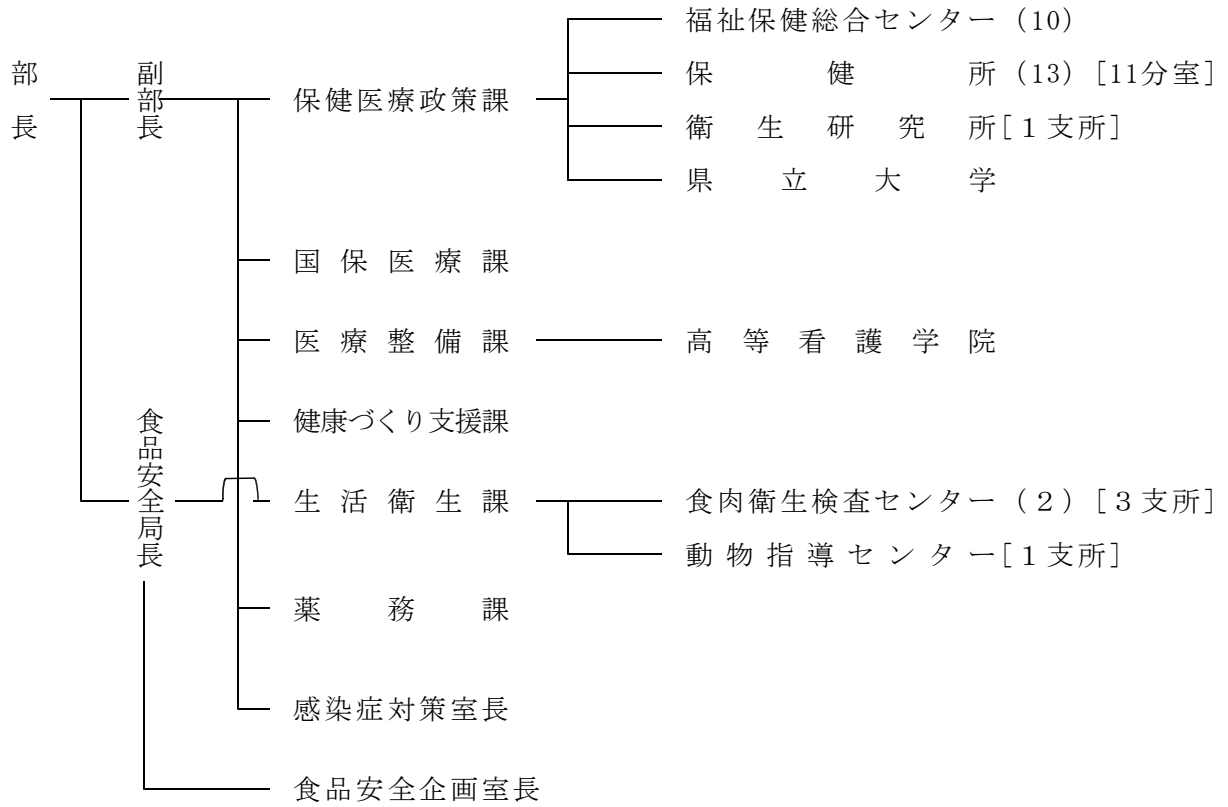 部長
副部長
保健医療政策課
福祉保健総合センター (10)
保健所 (13) [11分室]
衛生研究所[1支所]
県立大学
国保医療課
医療整備課
高等看護学院
健康づくり支援課
食品安全局長
生活衛生課
食肉衛生検査センター (2) [3支所]
動物指導センター[1支所]
薬務課
感染症対策室長
食品安全企画室長